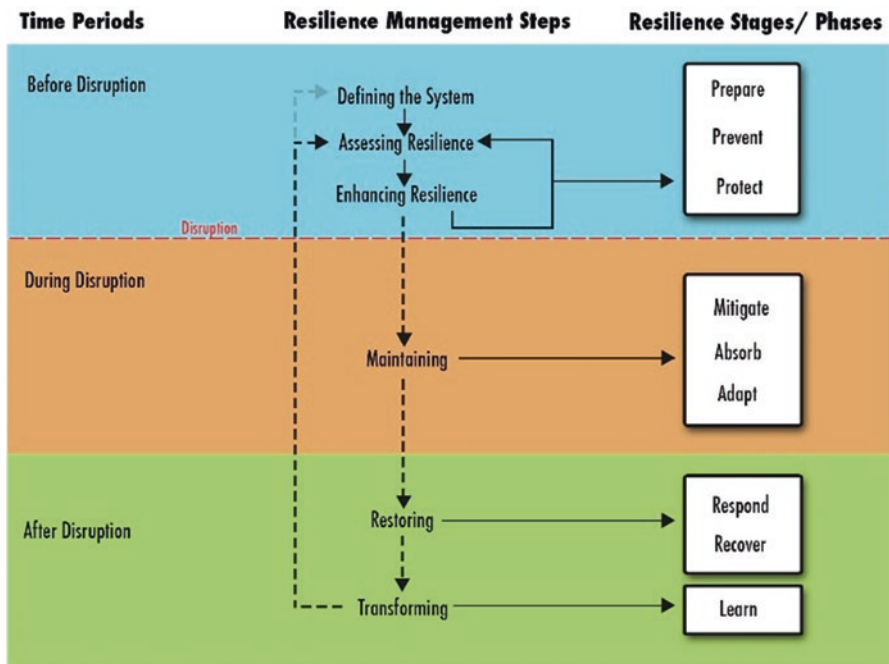 Time Periods
Resilience Management Steps
Resilience Stages/ Phases
Before Disruption
Defining the System
Assessing Resilience
Enhancing Resilience
Prepare
Prevent
Protect
Disruption
During Disruption
Maintaining
Mitigate
Absorb
Adapt
After Disruption
Restoring
Transforming
Respond
Recover
Learn